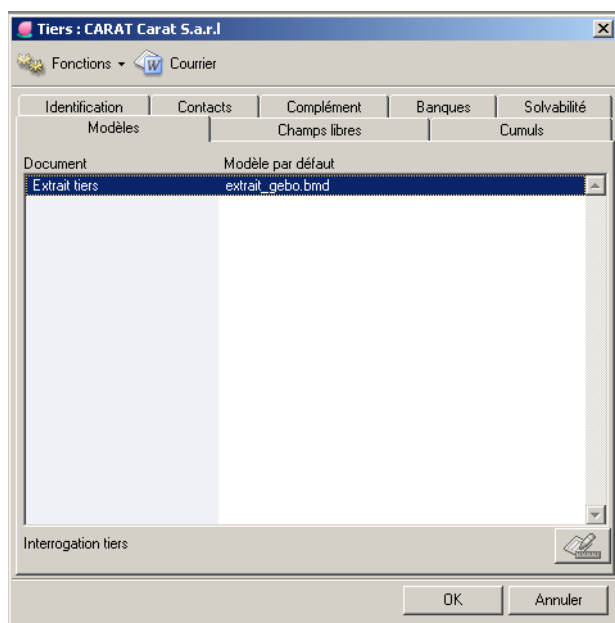 Tiers : CARAT Carat S.a.r.l
Fonctions Courrier
Identification Contacts Complément Banques Solvabilité
Modèles Champs libres Cumuls
Document Modèle par défaut
Extrait tiers extrait_gebo.bmd
Interrogation tiers
OK Annuler